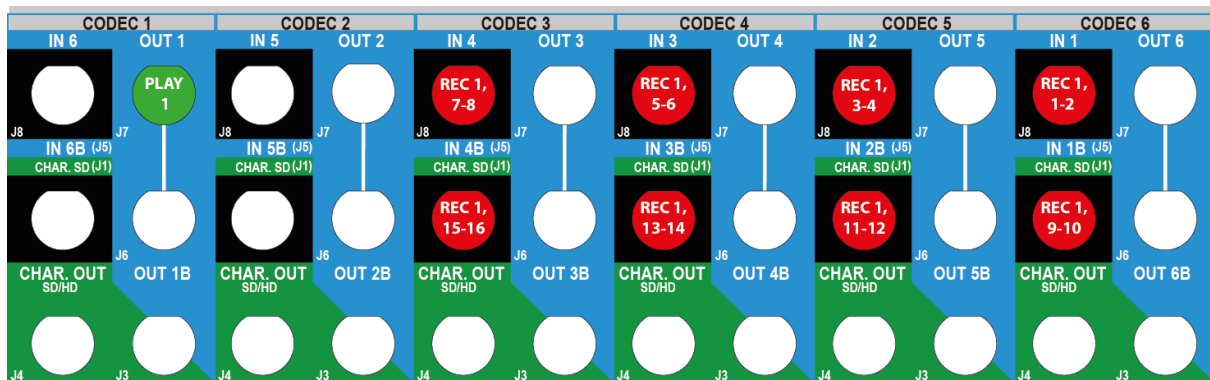 CODEC 1 CODEC 2 CODEC 3 CODEC 4 CODEC 5 CODEC 6
IN 6 OUT 1 IN 5 OUT 2 IN 4 OUT 3 IN 3 OUT 4 IN 2 OUT 5 IN 1 OUT 6
PLAY REC 1, REC 1, REC 1, REC 1,
1 7-8 5-6 3-4 1-2
J8 J7 J8 J7 J8 J7 J8 J7 J8 J7 J8 J7
IN 6B (J5) IN 5B (J5) IN 4B (J5) IN 3B (J5) IN 2B (J5) IN 1B (J5)
CHAR. SD (J1) CHAR. SD (J1) CHAR. SD (J1) CHAR. SD (J1) CHAR. SD (J1) CHAR. SD (J1)
REC 1, REC 1, REC 1, REC 1,
15-16 13-14 11-12 9-10
J6 J6 J6 J6 J6 J6
CHAR. OUT OUT 1B CHAR. OUT OUT 2B CHAR. OUT OUT 3B CHAR. OUT OUT 4B CHAR. OUT OUT 5B CHAR. OUT OUT 6B
SD/HD SD/HD SD/HD SD/HD SD/HD SD/HD
J4 J3 J4 J3 J4 J3 J4 J3 J4 J3 J4 J3